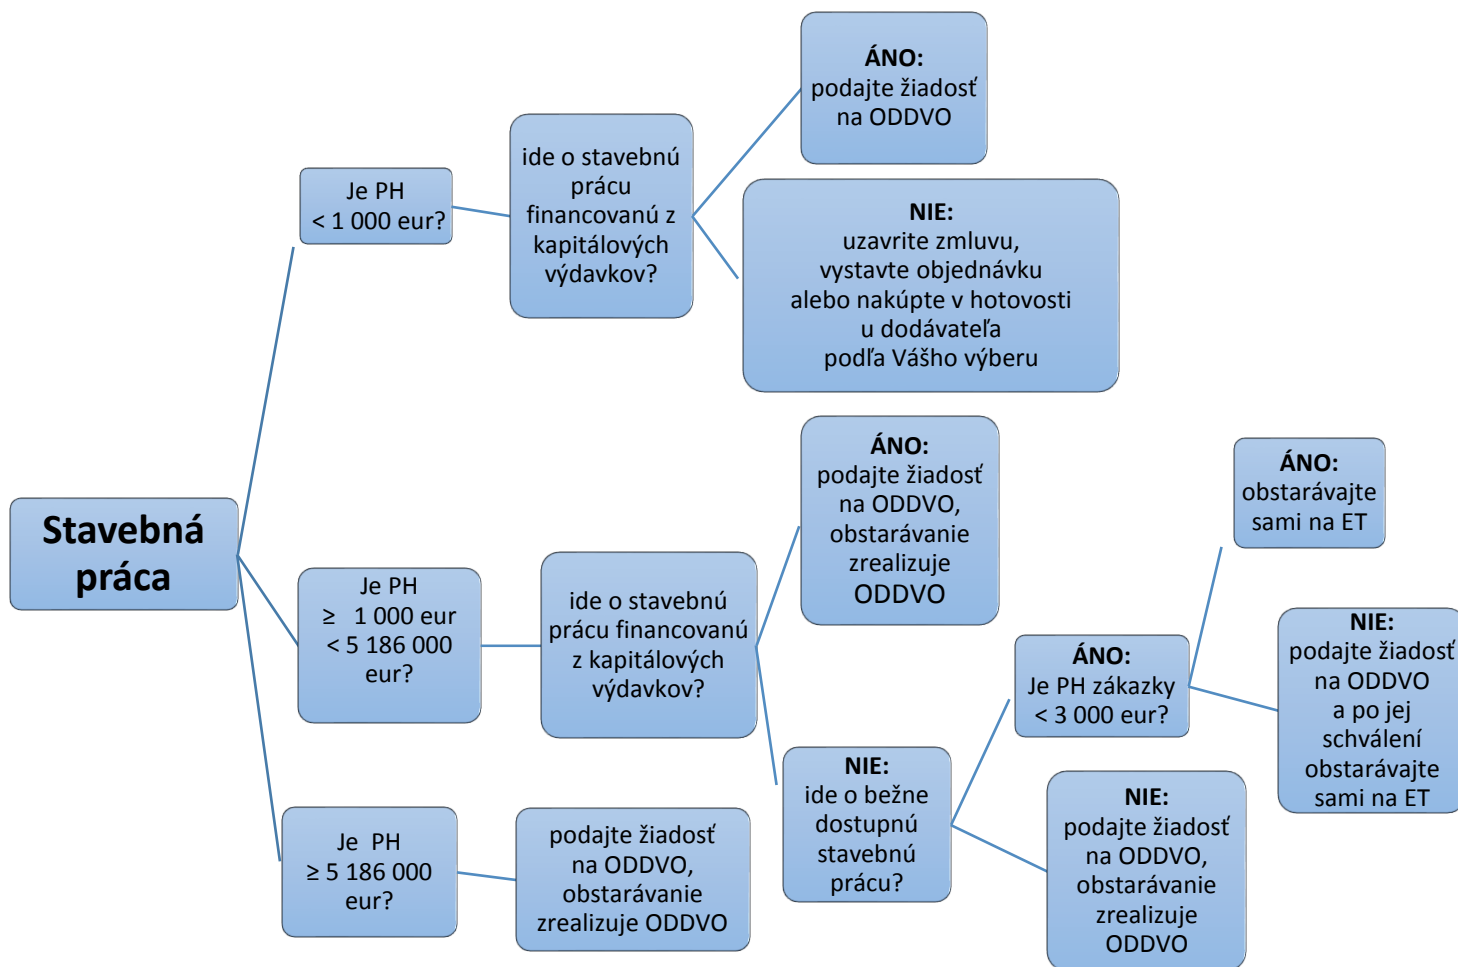 Stavebná
práca
Je PH
< 1 000 eur?
ide o stavebnú
prácu
financovanú z
kapitálových
výdavkov?
ÁNO:
podajte žiadosť
na ODDVO
NIE:
uzavrite zmluvu,
vystavte objednávku
alebo nakúpte v hotovosti
u dodávateľa
podľa Vášho výberu
Je PH
≥ 1 000 eur
< 5 186 000
eur?
ide o stavebnú
prácu financovanú
z kapitálových
výdavkov?
ÁNO:
podajte žiadosť
na ODDVO,
obstarávanie
zrealizuje
ODDVO
NIE:
ide o bežne
dostupnú
stavebnú
prácu?
ÁNO:
Je PH zákazky
< 3 000 eur?
ÁNO:
obstarávajte
sami na ET
NIE:
podajte žiadosť
na ODDVO
a po jej
schválení
obstarávajte
sami na ET
NIE:
podajte žiadosť
na ODDVO,
obstarávanie
zrealizuje
ODDVO
Je PH
≥ 5 186 000
eur?
podajte žiadosť
na ODDVO,
obstarávanie
zrealizuje ODDVO